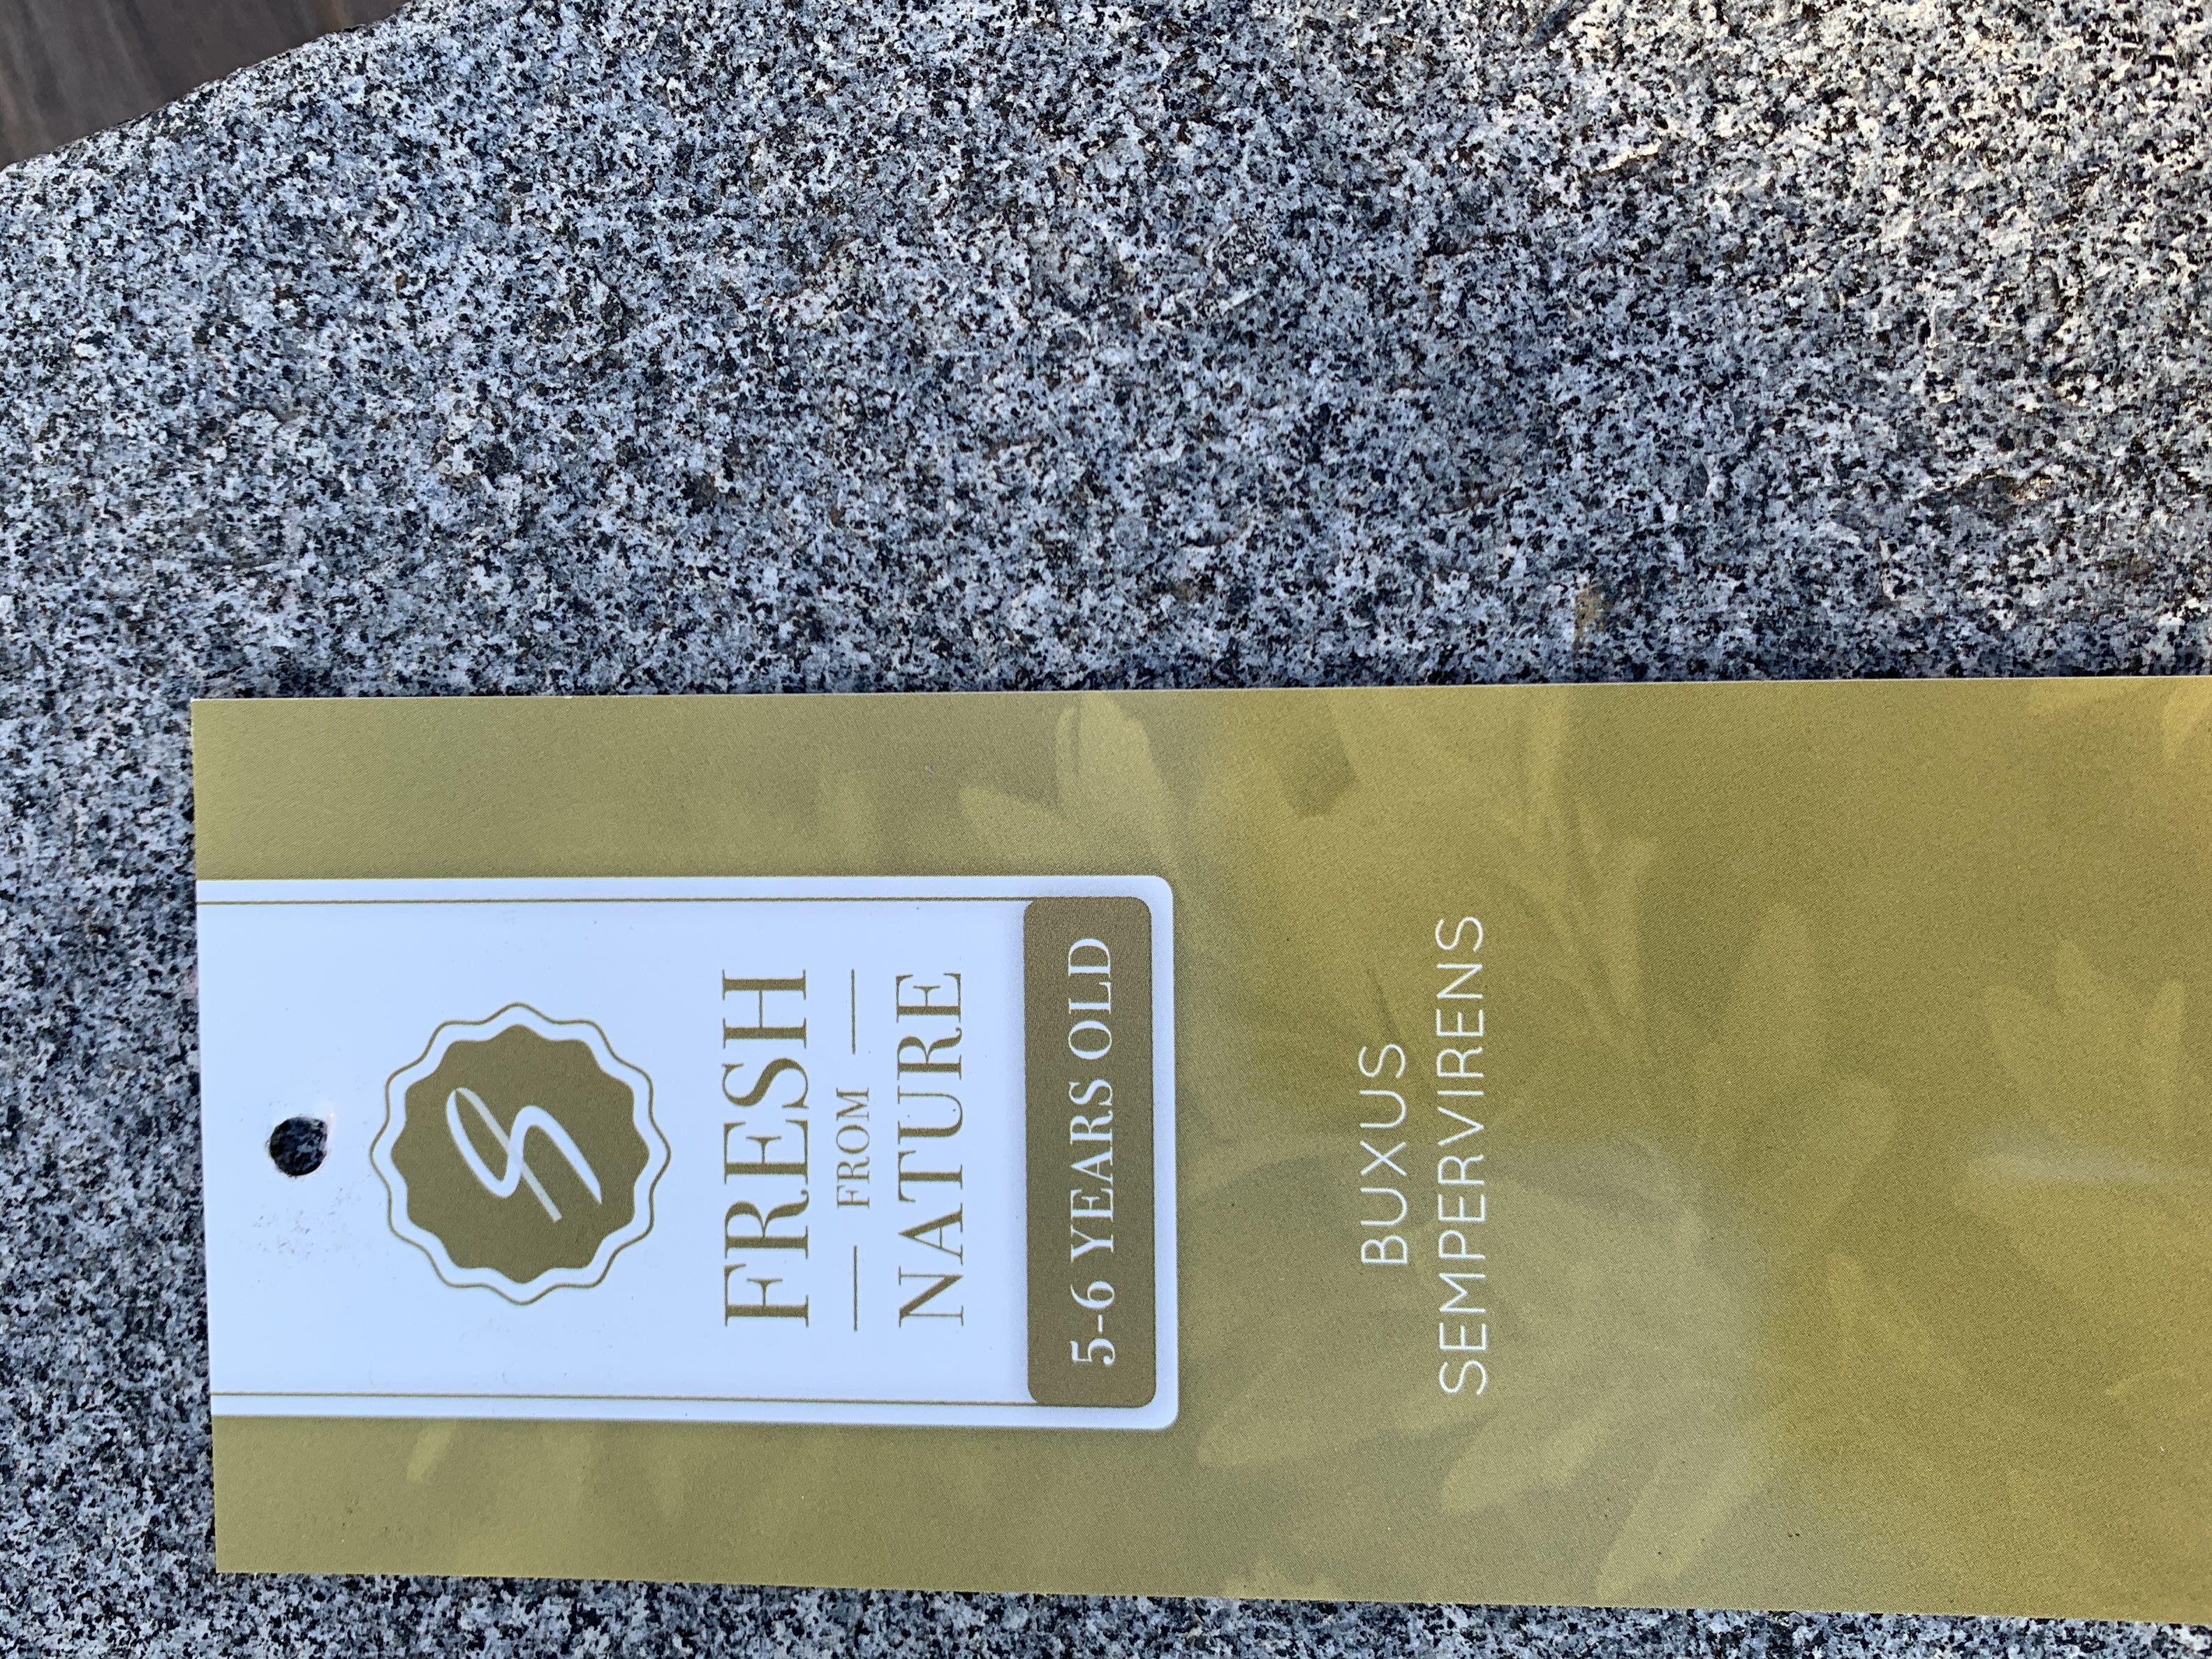 FRESH
FROM
NATURE
5-6 YEARS OLD
BUXUS
SEMPERVIRENS